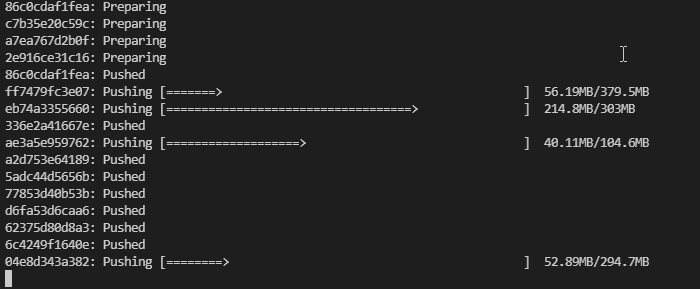 86c0cdaf1fea: Preparing
c7b35e20c59c: Preparing
a7ea767d2b0f: Preparing
2e916ce31c16: Preparing
86c0cdaf1fea: Pushed
ff7479fc3e07: Pushing [=======>                                           ]  56.19MB/379.5MB
eb74a3355660: Pushing [===================================>               ]  214.8MB/303MB
336e2a41667e: Pushed
ae3a5e959762: Pushing [===================>                               ]  40.11MB/104.6MB
a2d753e64189: Pushed
5adc44d5656b: Pushed
77853d40b53b: Pushed
d6fa53d6caa6: Pushed
62375d80d8a3: Pushed
6c4249f1640e: Pushed
04e8d343a382: Pushing [========>                                          ]  52.89MB/294.7MB